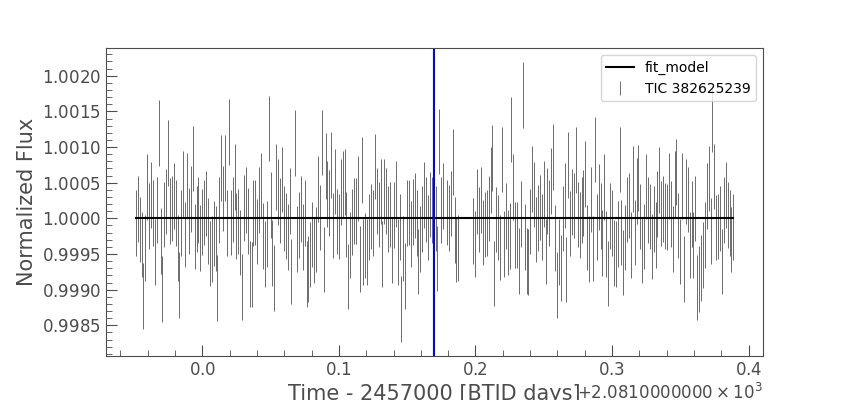 fit_model
TIC 382625239
Normalized Flux
1.0020
1.0015
1.0010
1.0005
1.0000
0.9995
0.9990
0.9985
0.0
0.1
0.2
0.3
0.4
Time - 2457000 [BTJD days]
+2.0810000000 × 10³